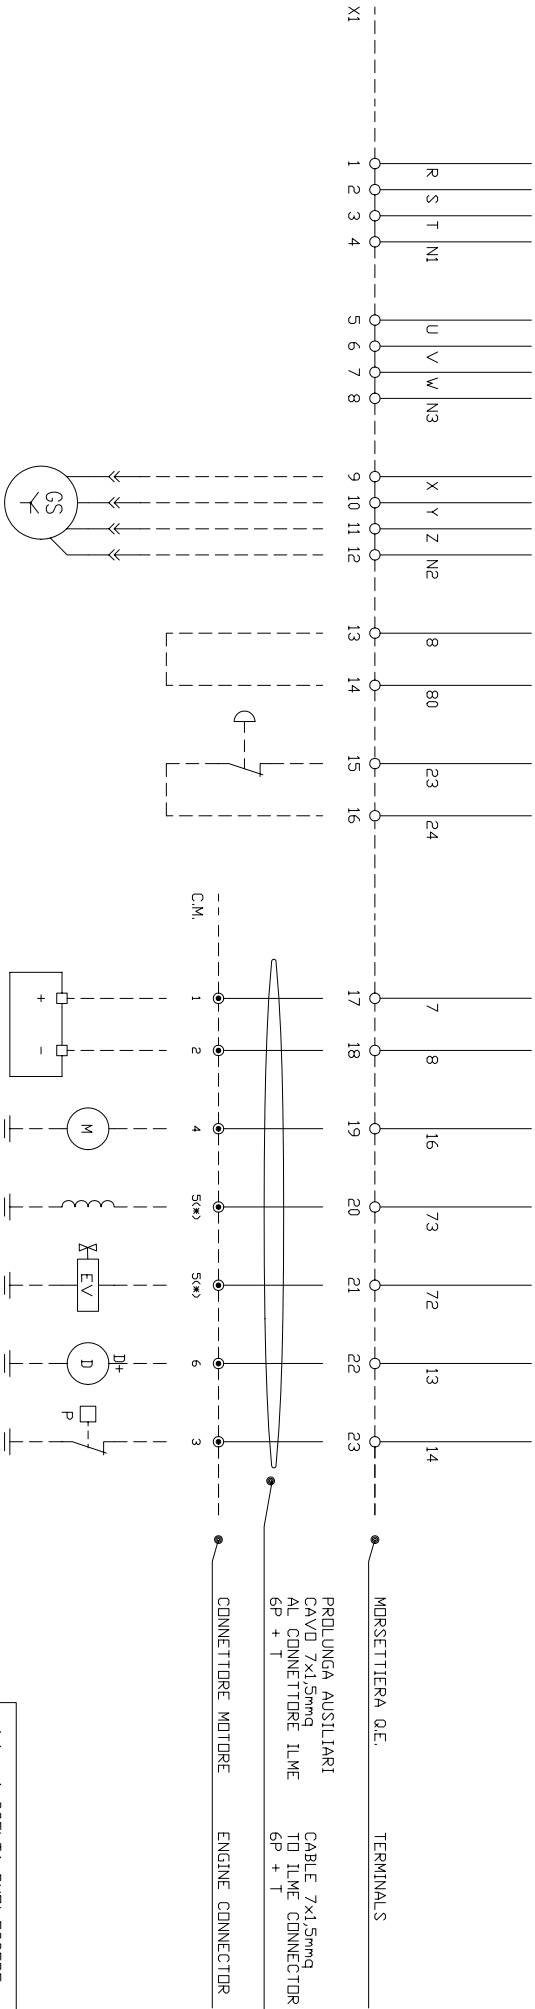 X1
1 2 3 4 5 6 7 8 9 10 11 12 13 14 15 16 17 18 19 20 21 22 23
R S T N1 U V W N3 X Y Z N2 8 80 23 24 7 8 16 73 72 13 14
GS
C.M.
1 2 4 5(*) 5(*) 6 3
+ -
M
EV
D
D+
P
MORSETTIERA Q.E.
TERMINALS
PROLUNGA AUSILIARI
CAVO 7x1,5mmq
AL CONNETTORE ILME
6P + T
CABLE 7x1,5mmq
TO ILME CONNECTOR
6P + T
CONNETTORE MOTORE
ENGINE CONNECTOR